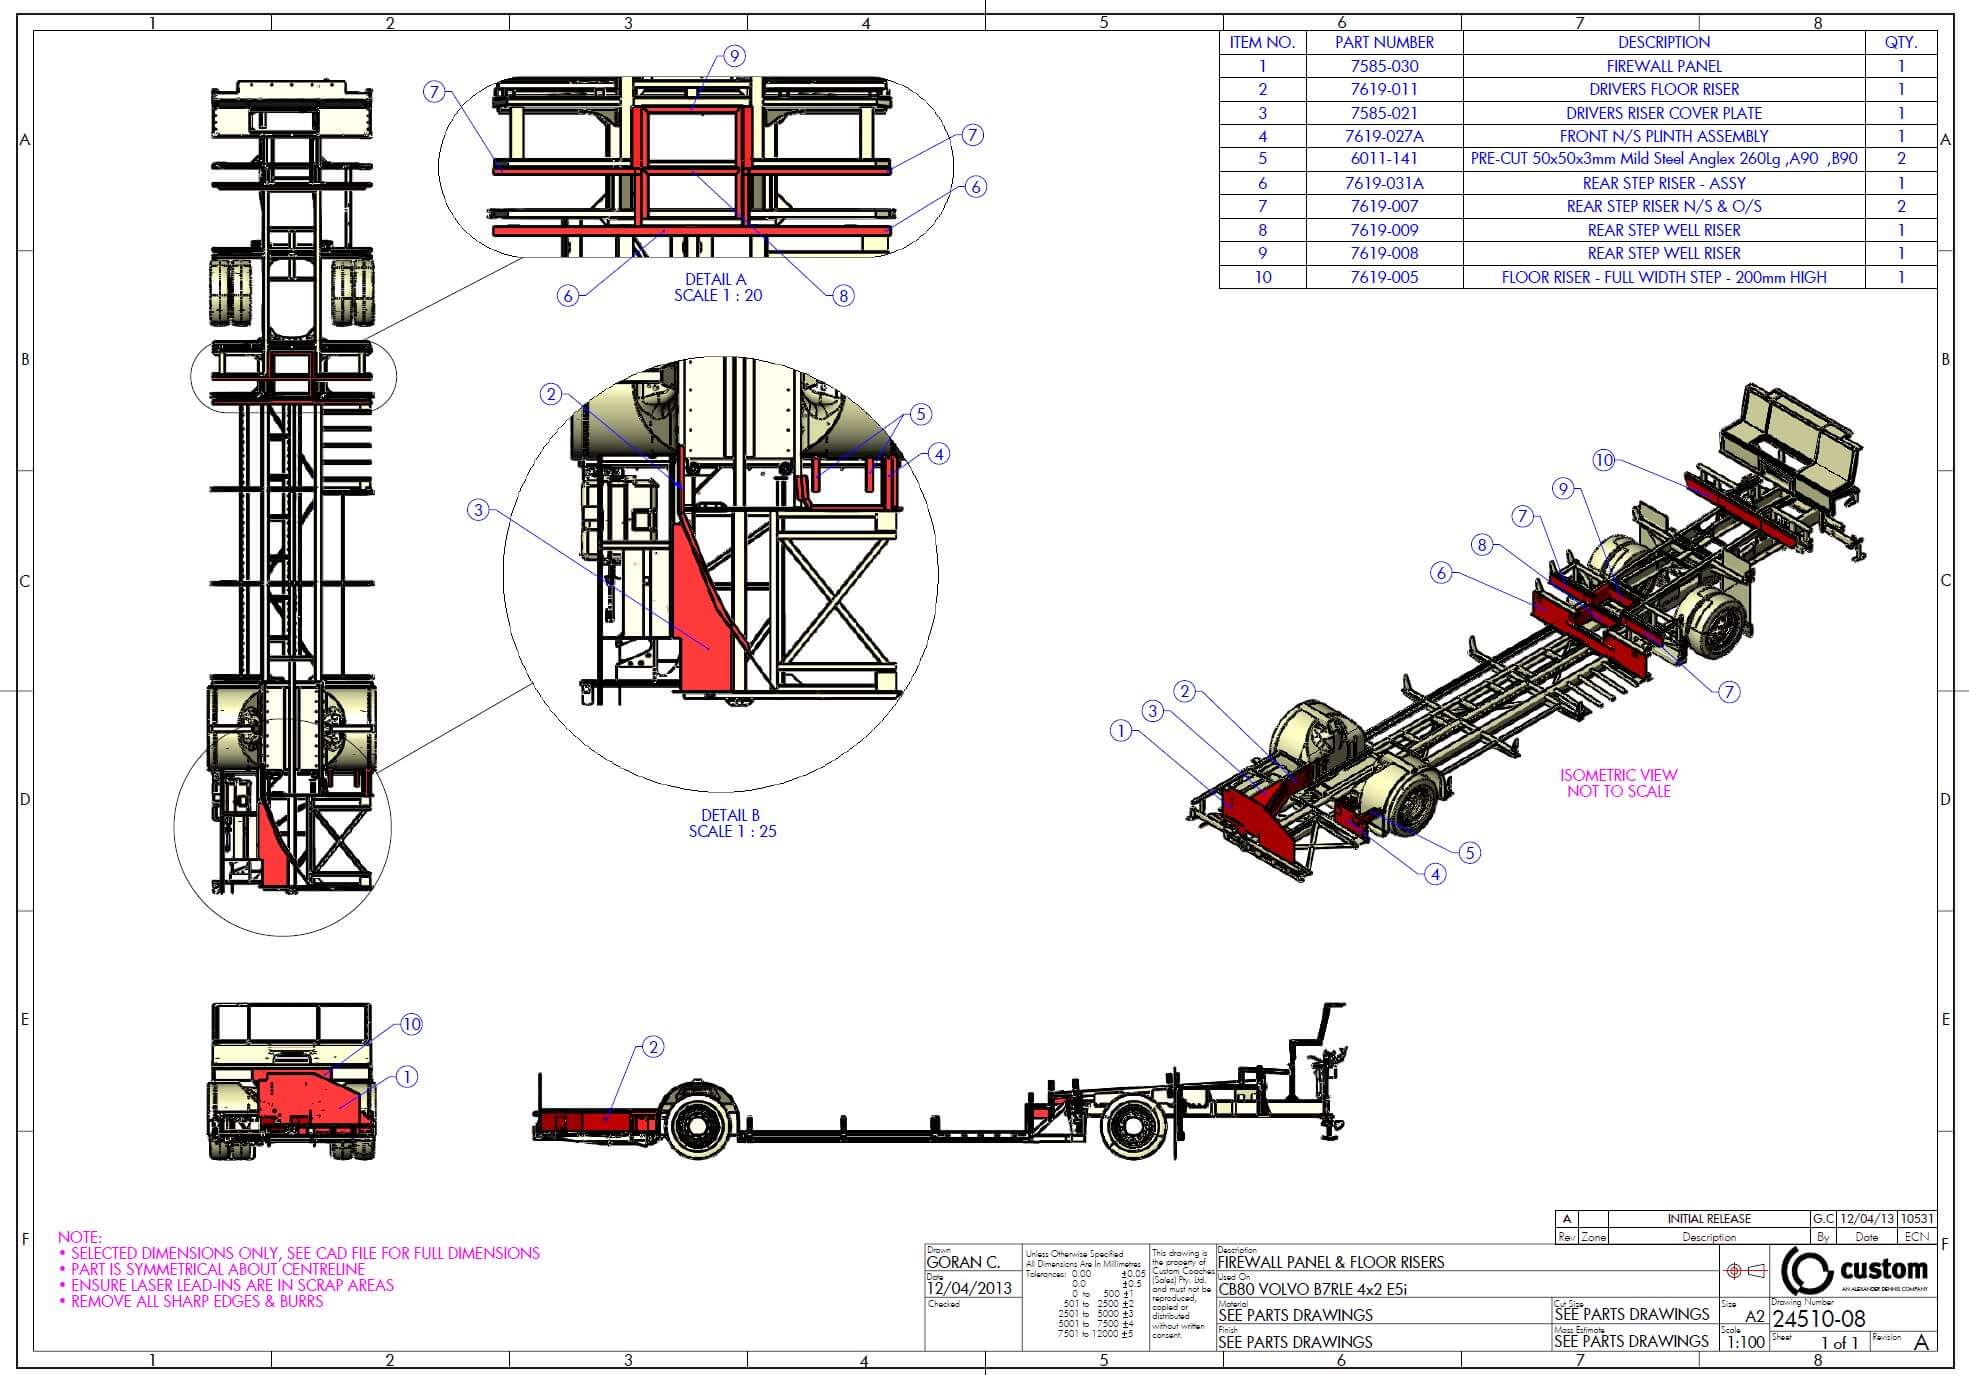 1 2 3 4 5 6 7 8
A
B
C
D
E
F
ITEM NO. PART NUMBER DESCRIPTION QTY.
1 7585-030 FIREWALL PANEL 1
2 7619-011 DRIVERS FLOOR RISER 1
3 7585-021 DRIVERS RISER COVER PLATE 1
4 7619-027A FRONT N/S PLINTH ASSEMBLY 1
5 6011-141 PRE-CUT 50x50x3mm Mild Steel Anglex 260Lg ,A90 ,B90 2
6 7619-031A REAR STEP RISER - ASSY 1
7 7619-007 REAR STEP RISER N/S & O/S 2
8 7619-009 REAR STEP WELL RISER 1
9 7619-008 REAR STEP WELL RISER 1
10 7619-005 FLOOR RISER - FULL WIDTH STEP - 200mm HIGH 1
A
B
C
D
E
F
9
7
7
6
6
8
DETAIL A
SCALE 1 : 20
2
5
4
3
DETAIL B
SCALE 1 : 25
10
9
7
8
6
7
2
3
1
5
4
ISOMETRIC VIEW
NOT TO SCALE
10
1
2
NOTE:
• SELECTED DIMENSIONS ONLY, SEE CAD FILE FOR FULL DIMENSIONS
• PART IS SYMMETRICAL ABOUT CENTRELINE
• ENSURE LASER LEAD-INS ARE IN SCRAP AREAS
• REMOVE ALL SHARP EDGES & BURRS
A INITIAL RELEASE G.C 12/04/13 10531
Rev Zone Description By Date ECN
Drawn
GORAN C.
Date
12/04/2013
Checked
Unless Otherwise Specified
All Dimensions Are In Millimetres
Tolerances: 0.00 ±0.05
0.0 ±0.5
0 to 500 ±1
501 to 2500 ±2
2501 to 5000 ±3
5001 to 7500 ±4
7501 to 12000 ±5
This drawing is
the property of
Custom Coaches
(Sales) Pty. Ltd.
and must not be
reproduced,
copied or
distributed
without written
consent.
Description
FIREWALL PANEL & FLOOR RISERS
Used On
CB80 VOLVO B7RLE 4x2 E5i
Material
SEE PARTS DRAWINGS
Finish
SEE PARTS DRAWINGS
Cut Size
SEE PARTS DRAWINGS
Mass Estimate
SEE PARTS DRAWINGS
Size
A2
Scale
1:100
custom
AN ALEXANDER DENNIS COMPANY
Drawing Number
24510-08
Sheet
1 of 1
Revision
A
1 2 3 4 5 6 7 8